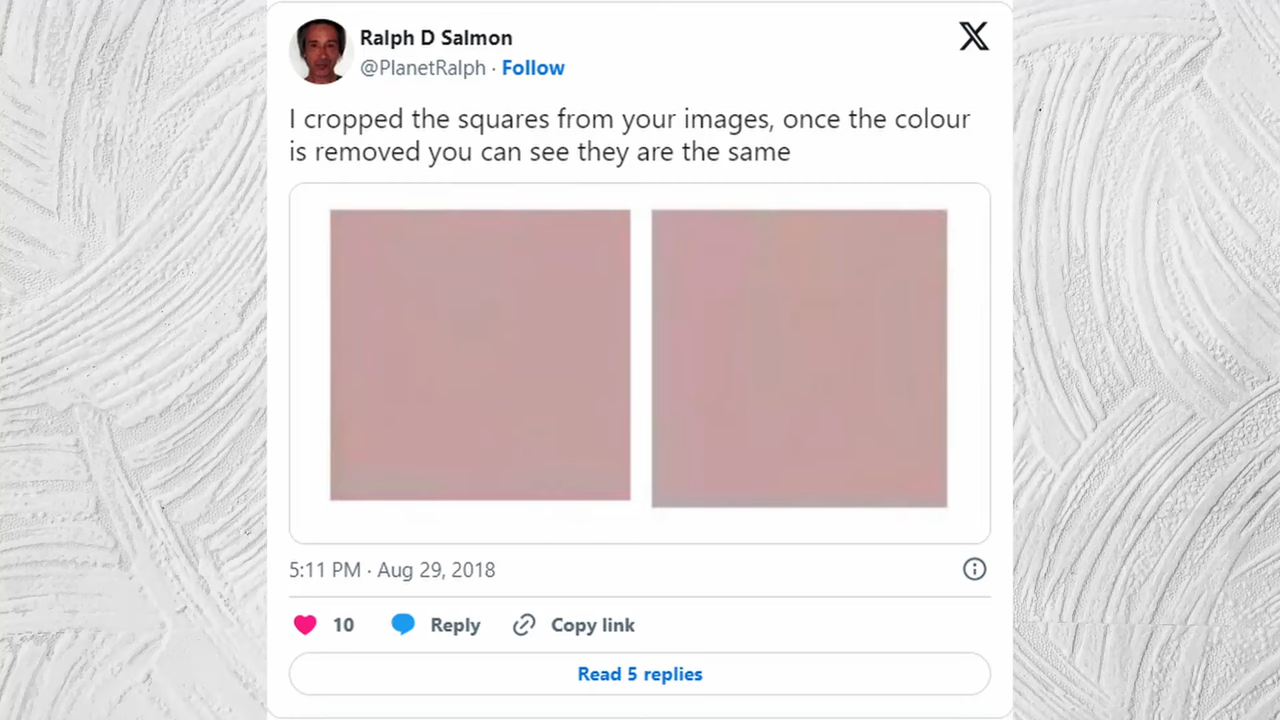 Ralph D Salmon
@PlanetRalph · Follow
I cropped the squares from your images, once the colour
is removed you can see they are the same
5:11 PM · Aug 29, 2018
10 Reply Copy link
Read 5 replies